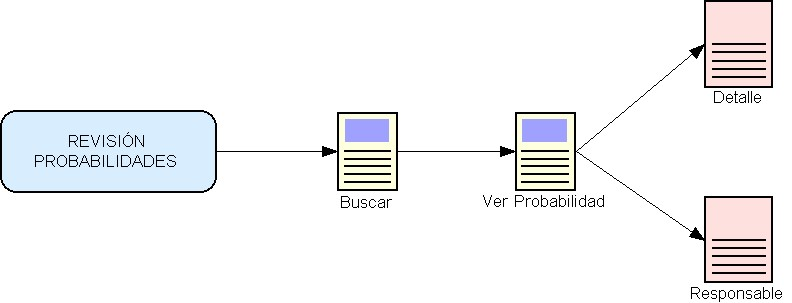 REVISIÓN
PROBABILIDADES
Buscar
Ver Probabilidad
Detalle
Responsable